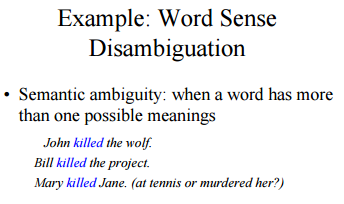 Example: Word Sense
Disambiguation
• Semantic ambiguity: when a word has more
than one possible meanings
John killed the wolf.
Bill killed the project.
Mary killed Jane. (at tennis or murdered her?)